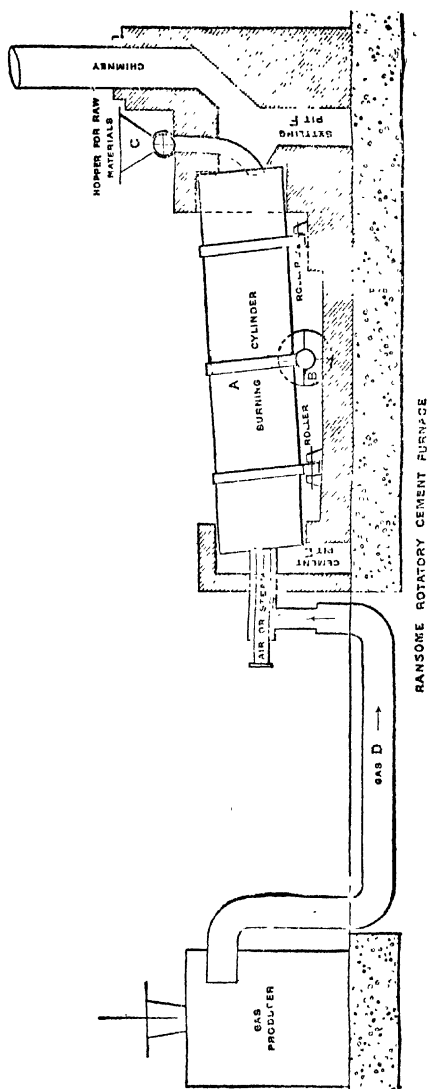 CHIMNEY
HOPPER FOR RAW
MATERIALS
C
SETTLING
PIT F
A
BURNING CYLINDER
ROLLER
B
CEMENT
PIT E
AIR OR STEAM
GAS D
GAS
PRODUCER
RANSOME ROTATORY CEMENT FURNACE